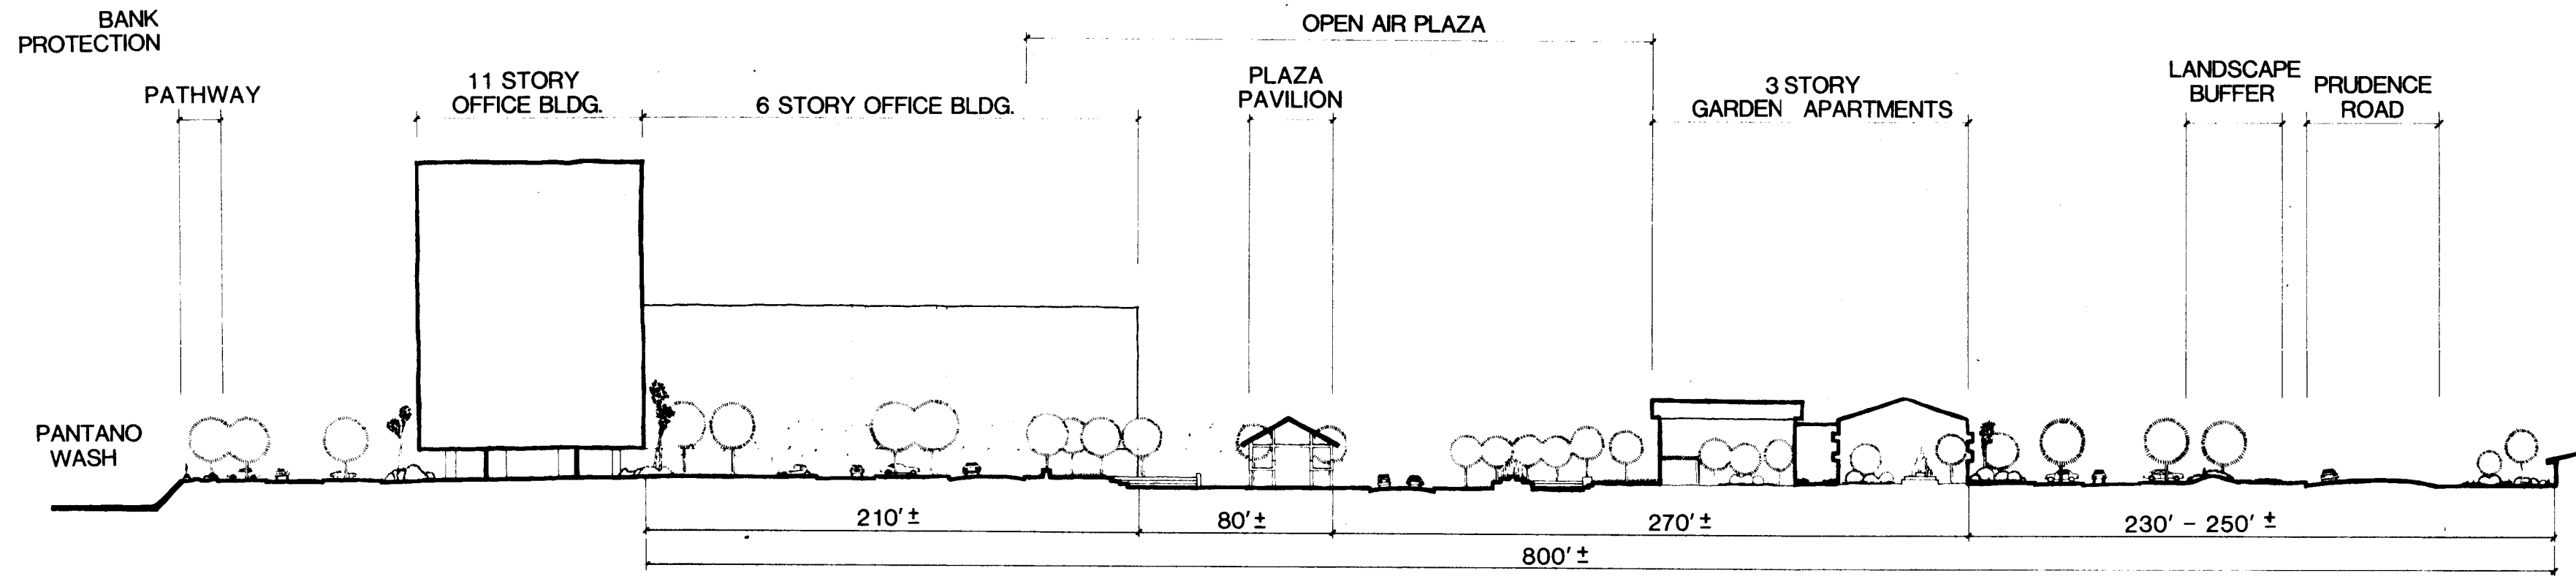 BANK
PROTECTION
PATHWAY
11 STORY
OFFICE BLDG.
6 STORY OFFICE BLDG.
OPEN AIR PLAZA
PLAZA
PAVILION
3 STORY
GARDEN APARTMENTS
LANDSCAPE
BUFFER
PRUDENCE
ROAD
PANTANO
WASH
210' ±
80' ±
270' ±
230' - 250' ±
800' ±